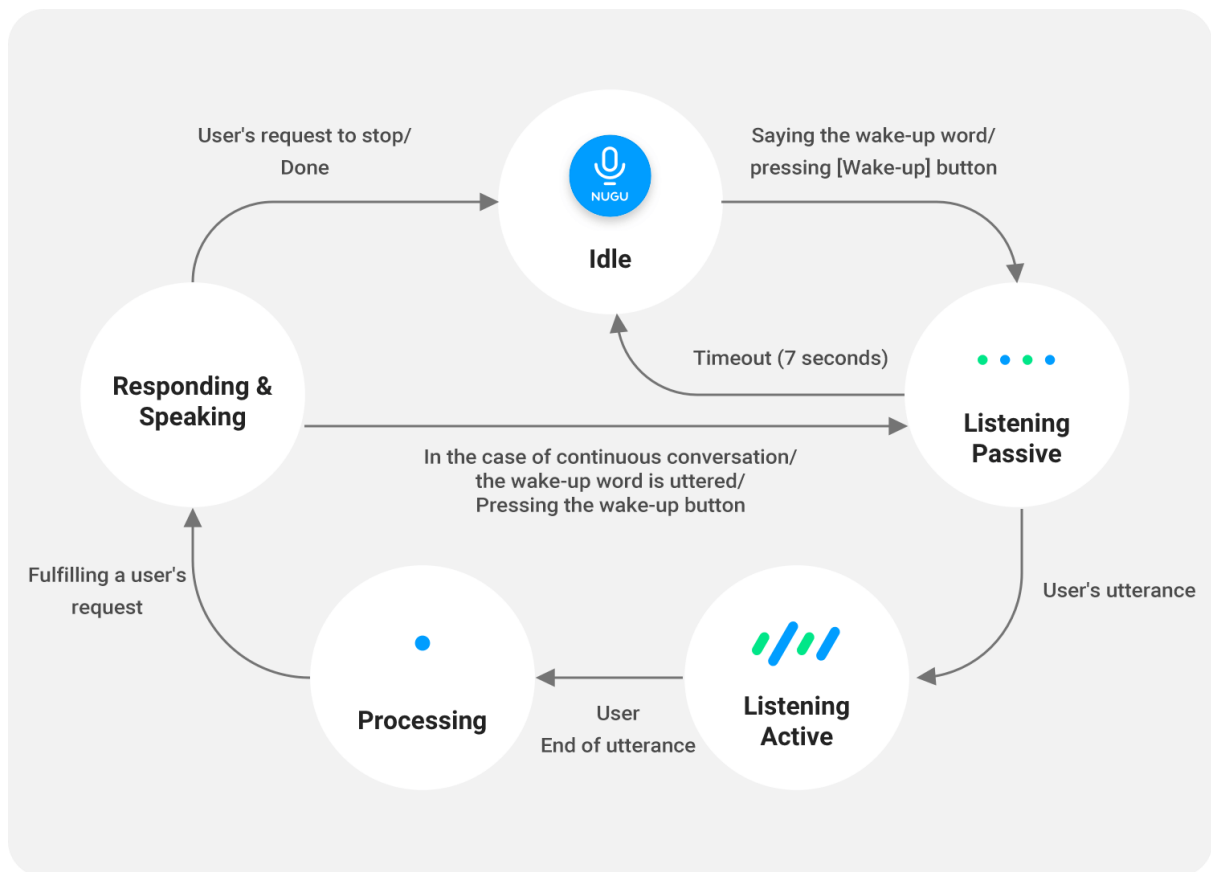 User's request to stop/
Done
Saying the wake-up word/
pressing [Wake-up] button
NUGU
Idle
Timeout (7 seconds)
Responding &
Speaking
Listening
Passive
In the case of continuous conversation/
the wake-up word is uttered/
Pressing the wake-up button
Fulfilling a user's
request
User's utterance
Processing
User
End of utterance
Listening
Active